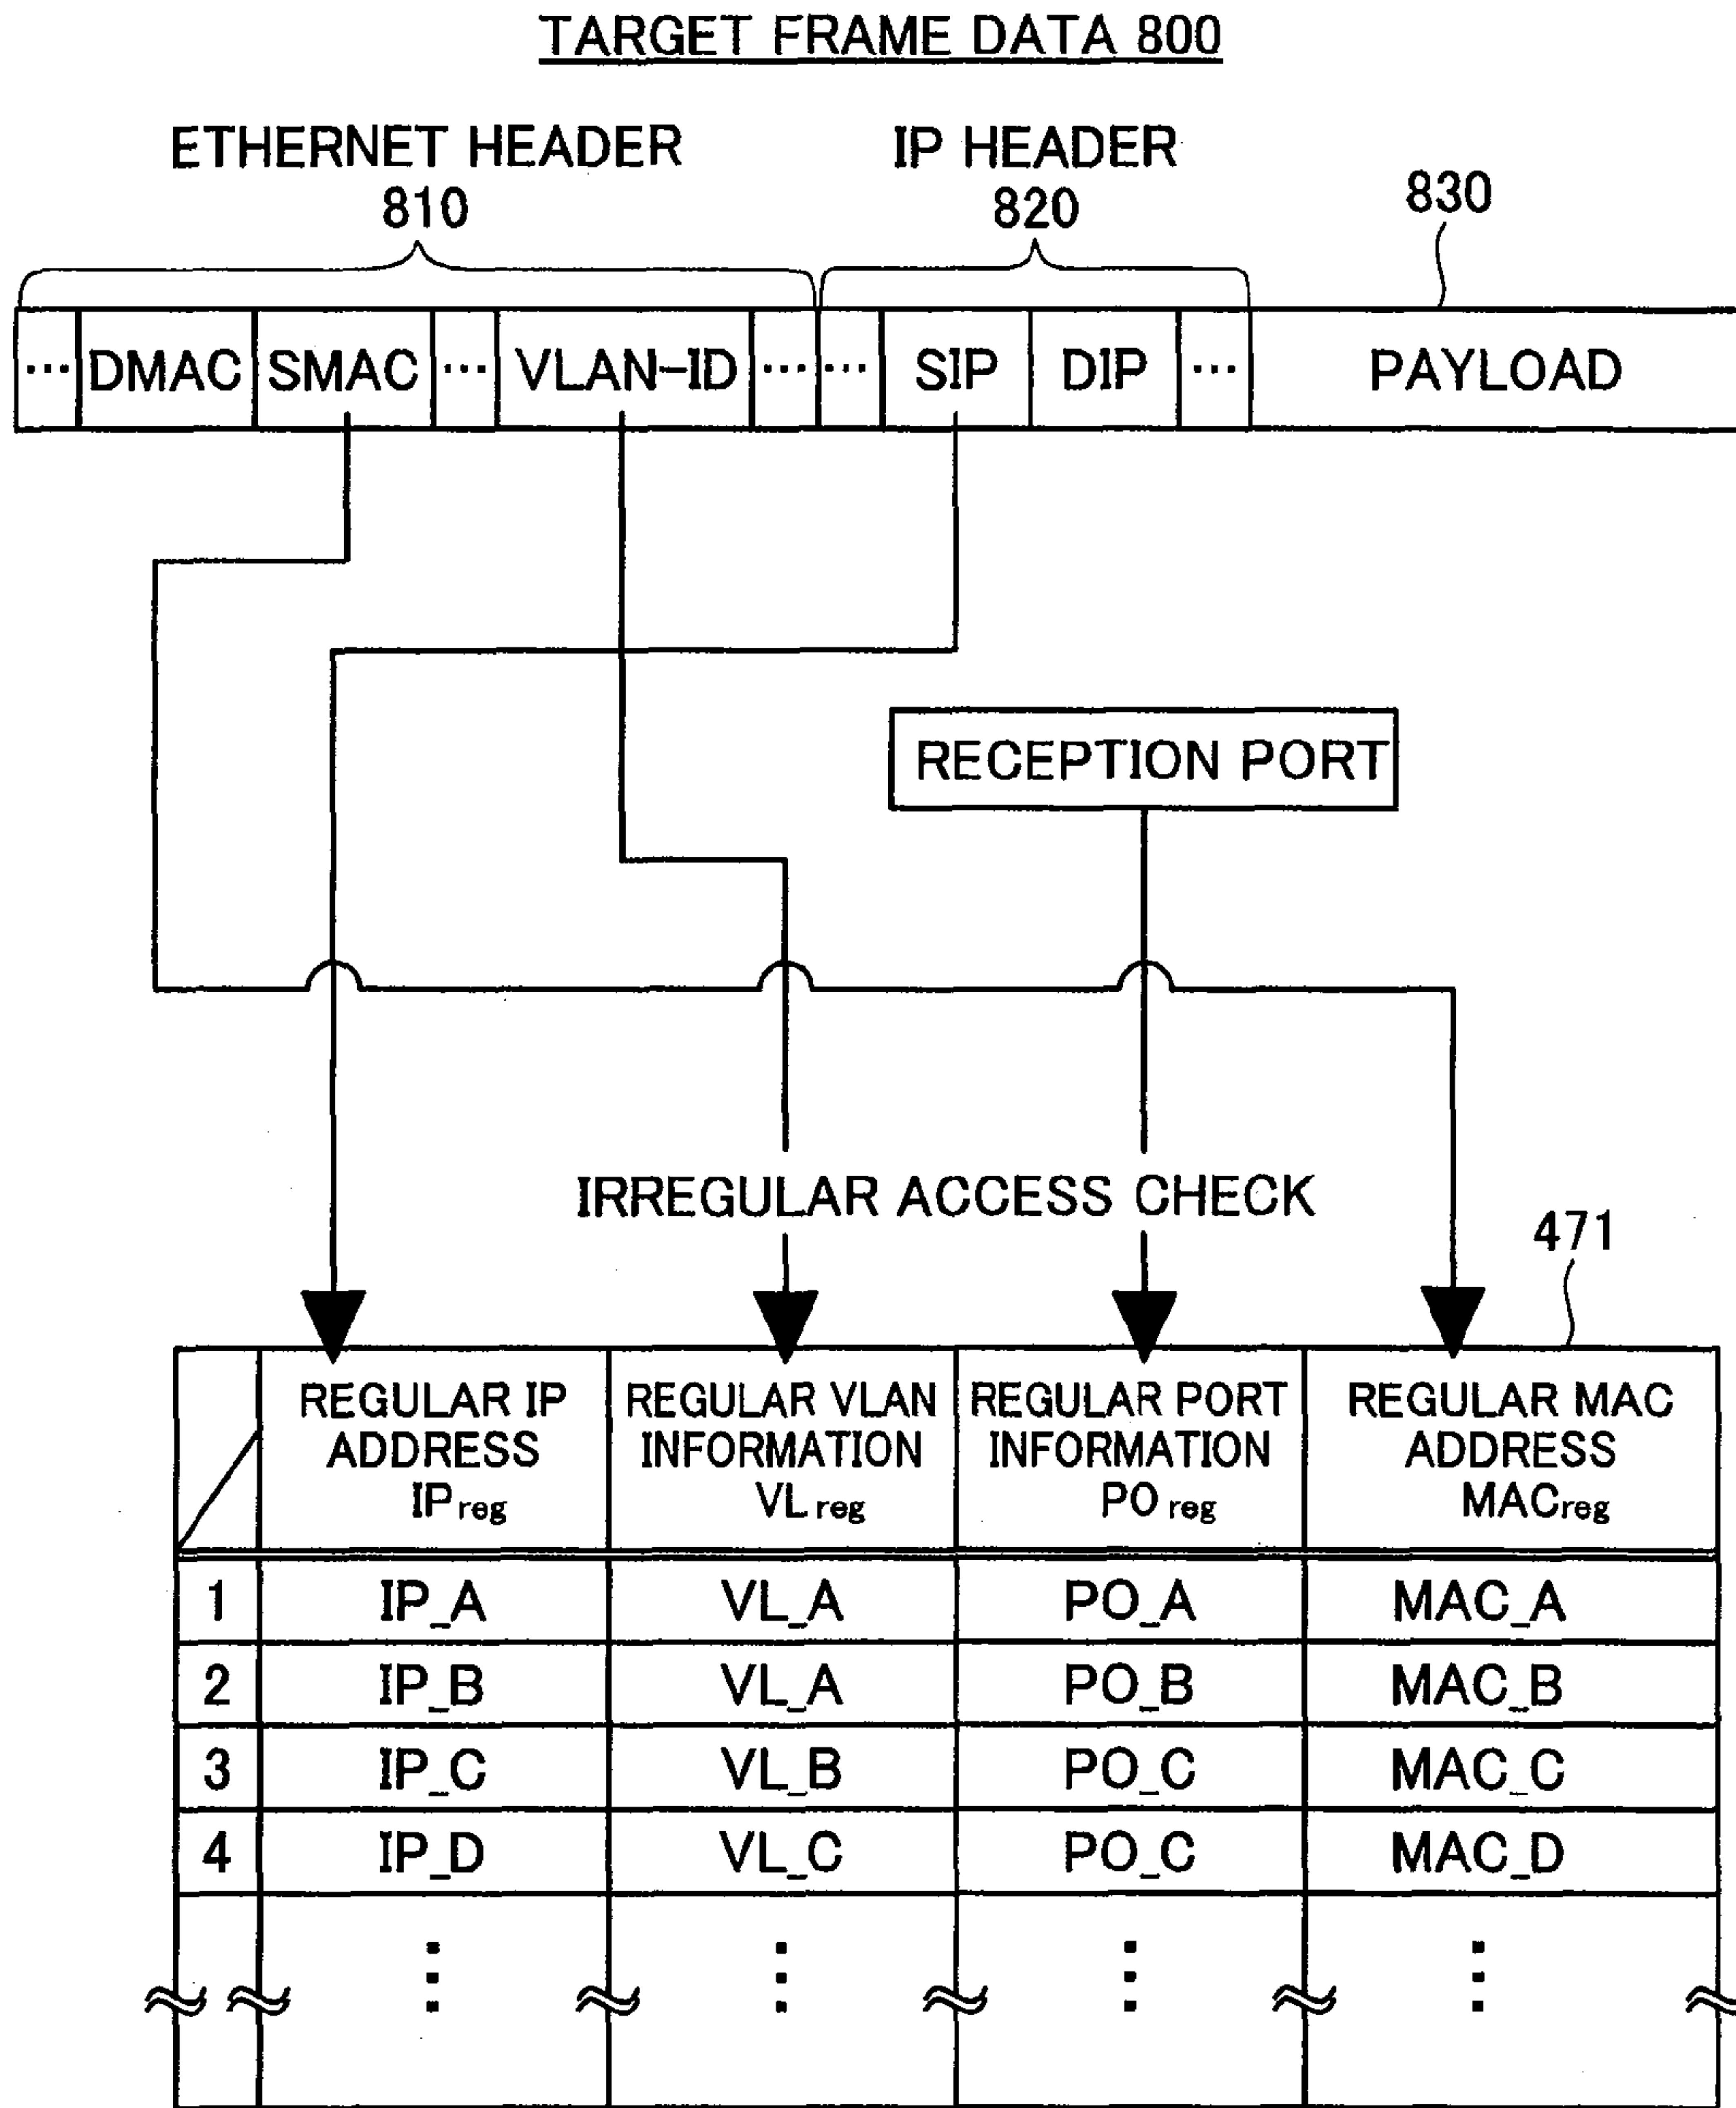 TARGET FRAME DATA 800
ETHERNET HEADER
810
IP HEADER
820
830
... DMAC SMAC ... VLAN-ID ... ... SIP DIP ... PAYLOAD
RECEPTION PORT
IRREGULAR ACCESS CHECK
471
REGULAR IP ADDRESS IPreg
REGULAR VLAN INFORMATION VLreg
REGULAR PORT INFORMATION POreg
REGULAR MAC ADDRESS MACreg
1 IP_A VL_A PO_A MAC_A
2 IP_B VL_A PO_B MAC_B
3 IP_C VL_B PO_C MAC_C
4 IP_D VL_C PO_C MAC_D